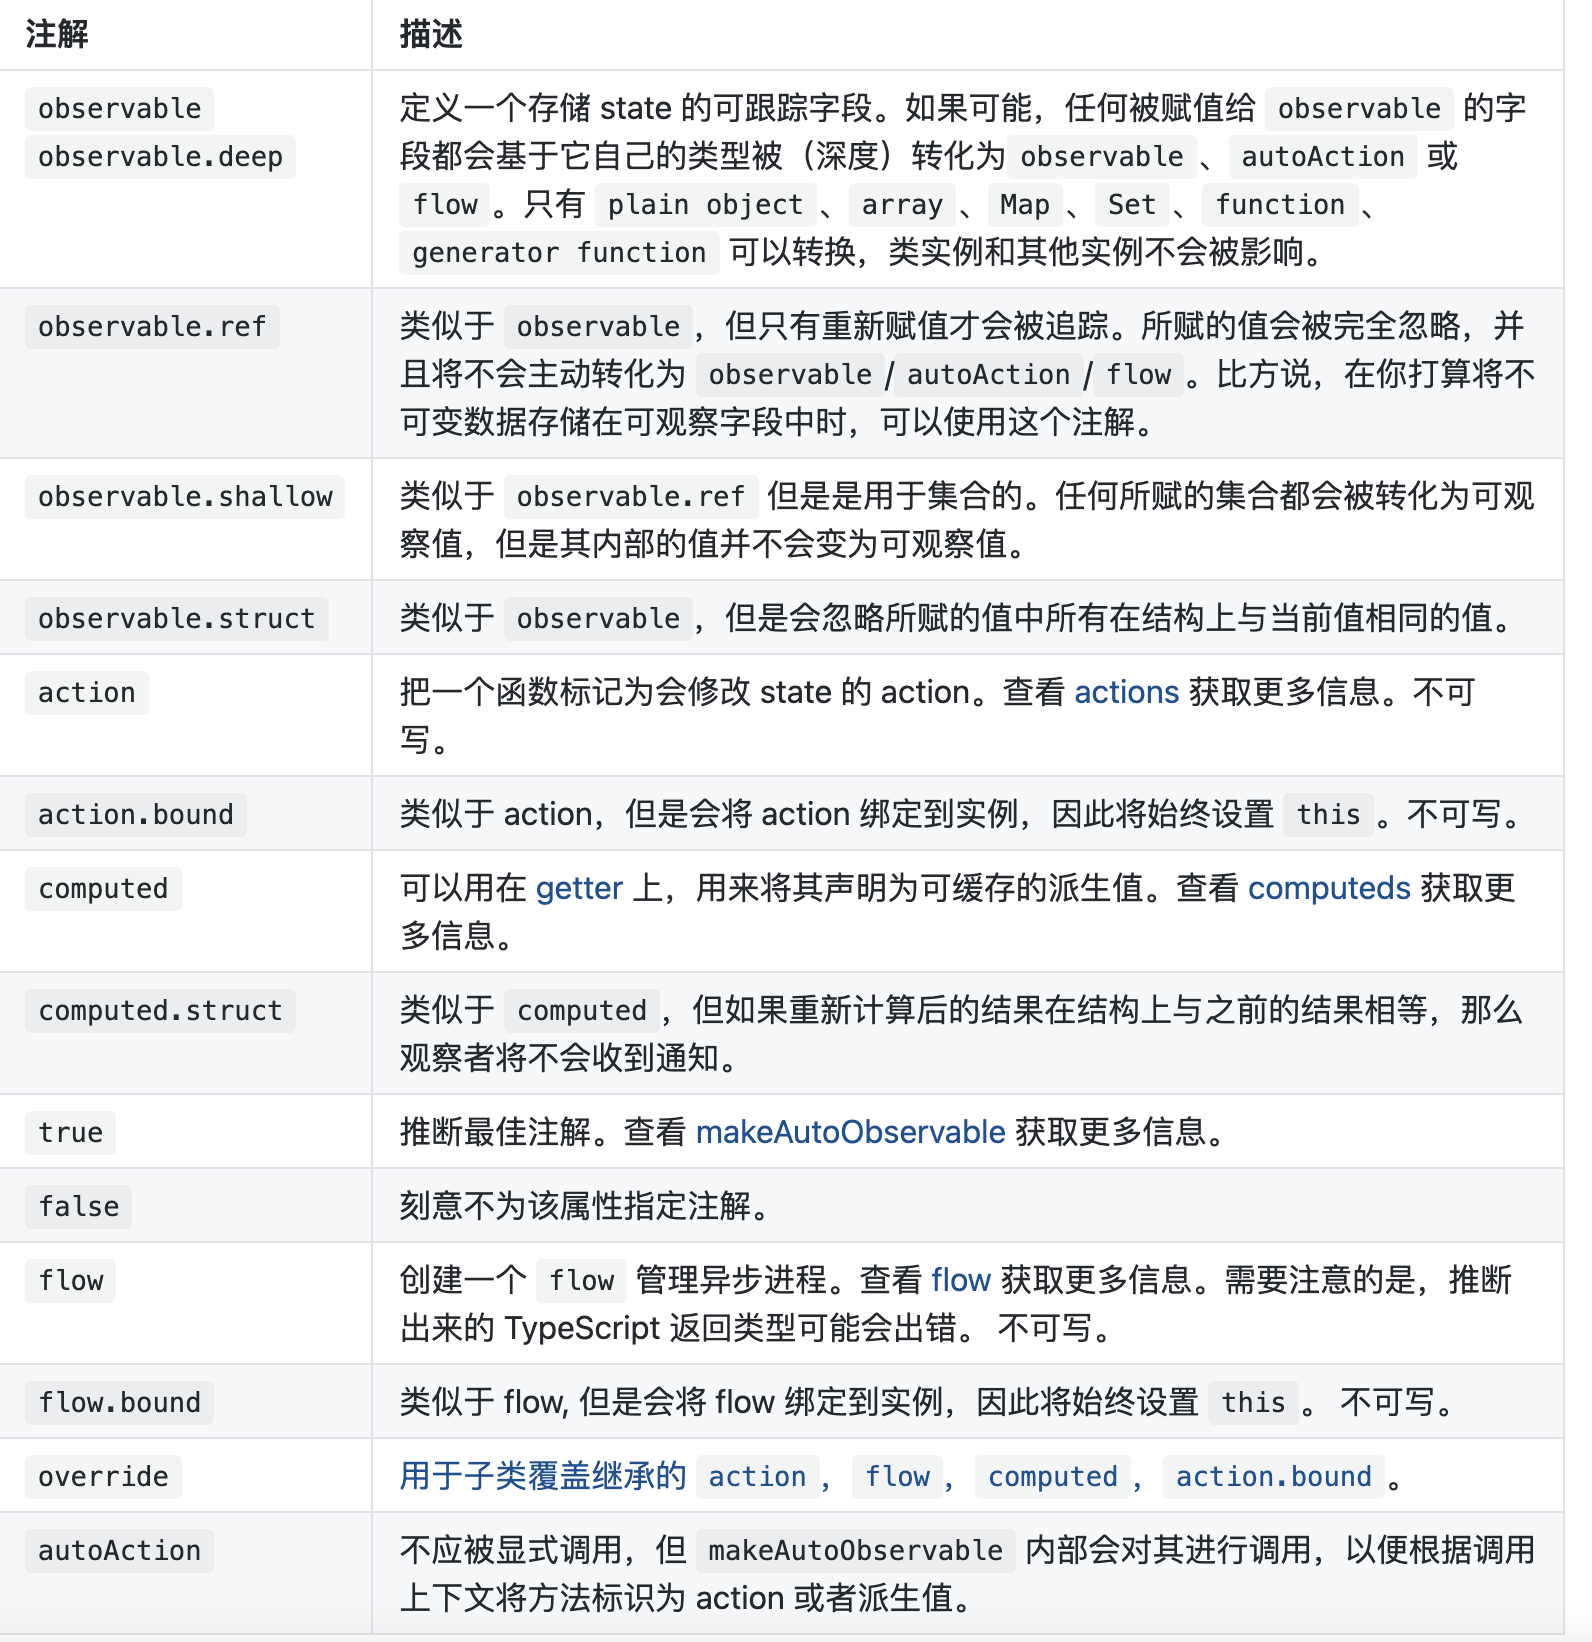 注解 描述
observable 定义一个存储 state 的可跟踪字段。如果可能，任何被赋值给 observable 的字
observable.deep 段都会基于它自己的类型被（深度）转化为 observable 、 autoAction 或
flow 。只有 plain object 、 array 、 Map 、 Set 、 function 、
generator function 可以转换，类实例和其他实例不会被影响。
observable.ref 类似于 observable ，但只有重新赋值才会被追踪。所赋的值会被完全忽略，并
且将不会主动转化为 observable / autoAction / flow 。比方说，在你打算将不
可变数据存储在可观察字段中时，可以使用这个注解。
observable.shallow 类似于 observable.ref 但是是用于集合的。任何所赋的集合都会被转化为可观
察值，但是其内部的值并不会变为可观察值。
observable.struct 类似于 observable ，但是会忽略所赋的值中所有在结构上与当前值相同的值。
action 把一个函数标记为会修改 state 的 action。查看 actions 获取更多信息。不可
写。
action.bound 类似于 action，但是会将 action 绑定到实例，因此将始终设置 this 。不可写。
computed 可以用在 getter 上，用来将其声明为可缓存的派生值。查看 computeds 获取更
多信息。
computed.struct 类似于 computed ，但如果重新计算后的结果在结构上与之前的结果相等，那么
观察者将不会收到通知。
true 推断最佳注解。查看 makeAutoObservable 获取更多信息。
false 刻意不为该属性指定注解。
flow 创建一个 flow 管理异步进程。查看 flow 获取更多信息。需要注意的是，推断
出来的 TypeScript 返回类型可能会出错。 不可写。
flow.bound 类似于 flow, 但是会将 flow 绑定到实例，因此将始终设置 this 。 不可写。
override 用于子类覆盖继承的 action ， flow ， computed ， action.bound 。
autoAction 不应被显式调用，但 makeAutoObservable 内部会对其进行调用，以便根据调用
上下文将方法标识为 action 或者派生值。